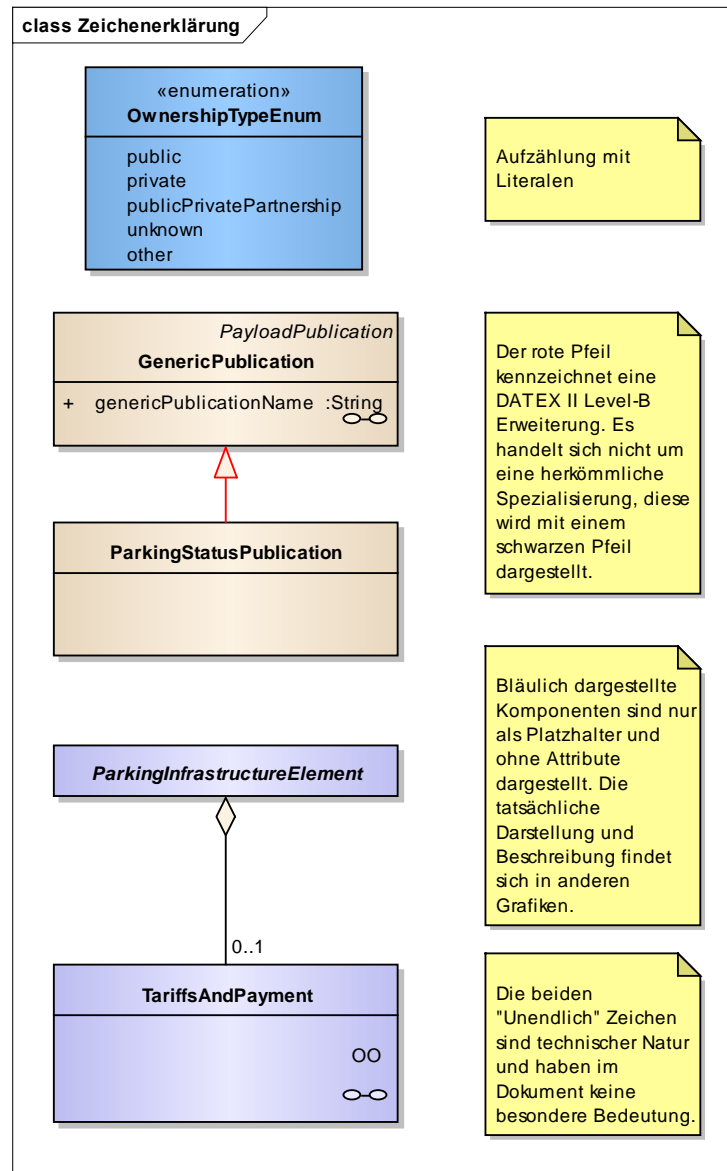 class Zeichenerklärung
«enumeration»
OwnershipTypeEnum
public
private
publicPrivatePartnership
unknown
other
Aufzählung mit
Literalen
PayloadPublication
GenericPublication
+ genericPublicationName :String
Der rote Pfeil
kennzeichnet eine
DATEX II Level-B
Erweiterung. Es
handelt sich nicht um
eine herkömmliche
Spezialisierung, diese
wird mit einem
schwarzen Pfeil
dargestellt.
ParkingStatusPublication
Bläulich dargestellte
Komponenten sind nur
als Platzhalter und
ohne Attribute
dargestellt. Die
tatsächliche
Darstellung und
Beschreibung findet
sich in anderen
Grafiken.
ParkingInfrastructureElement
0..1
TariffsAndPayment
OO
Die beiden
"Unendlich" Zeichen
sind technischer Natur
und haben im
Dokument keine
besondere Bedeutung.